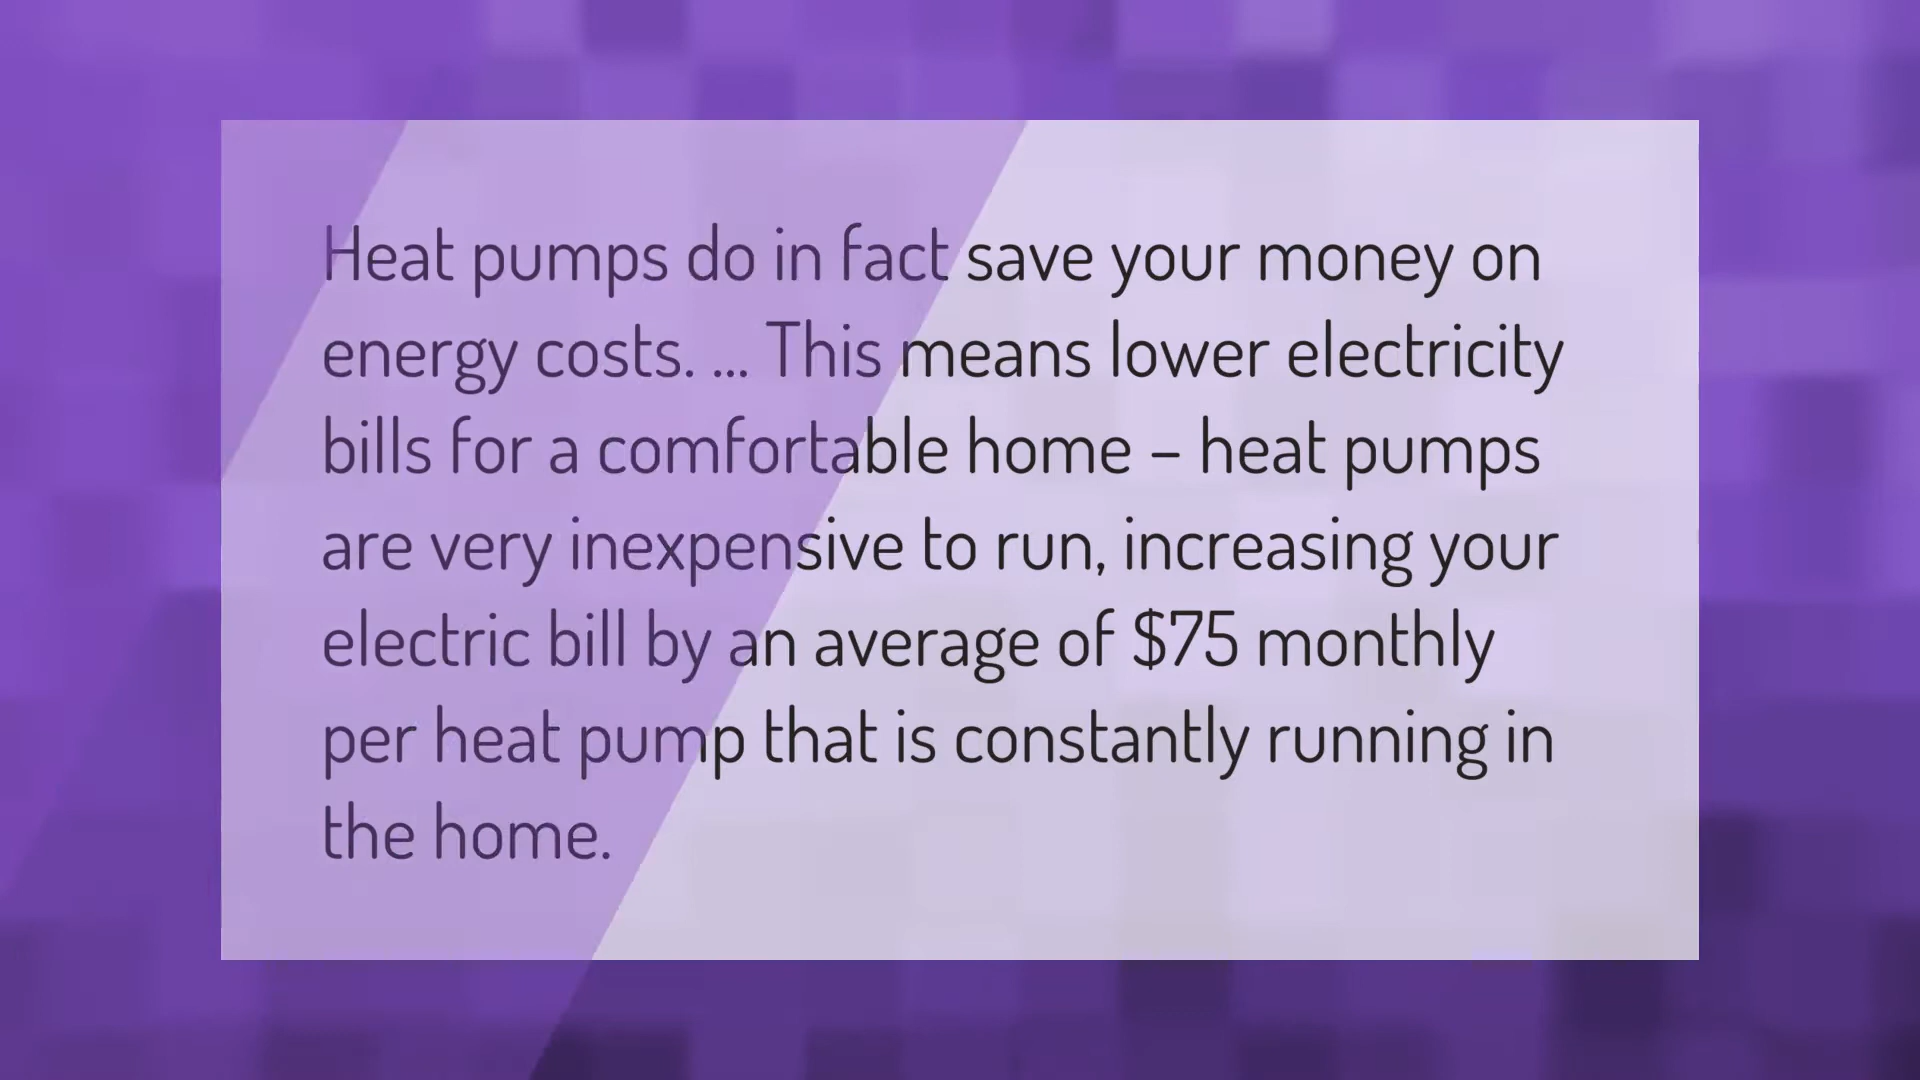 Heat pumps do in fact save your money on
energy costs. ... This means lower electricity
bills for a comfortable home – heat pumps
are very inexpensive to run, increasing your
electric bill by an average of $75 monthly
per heat pump that is constantly running in
the home.